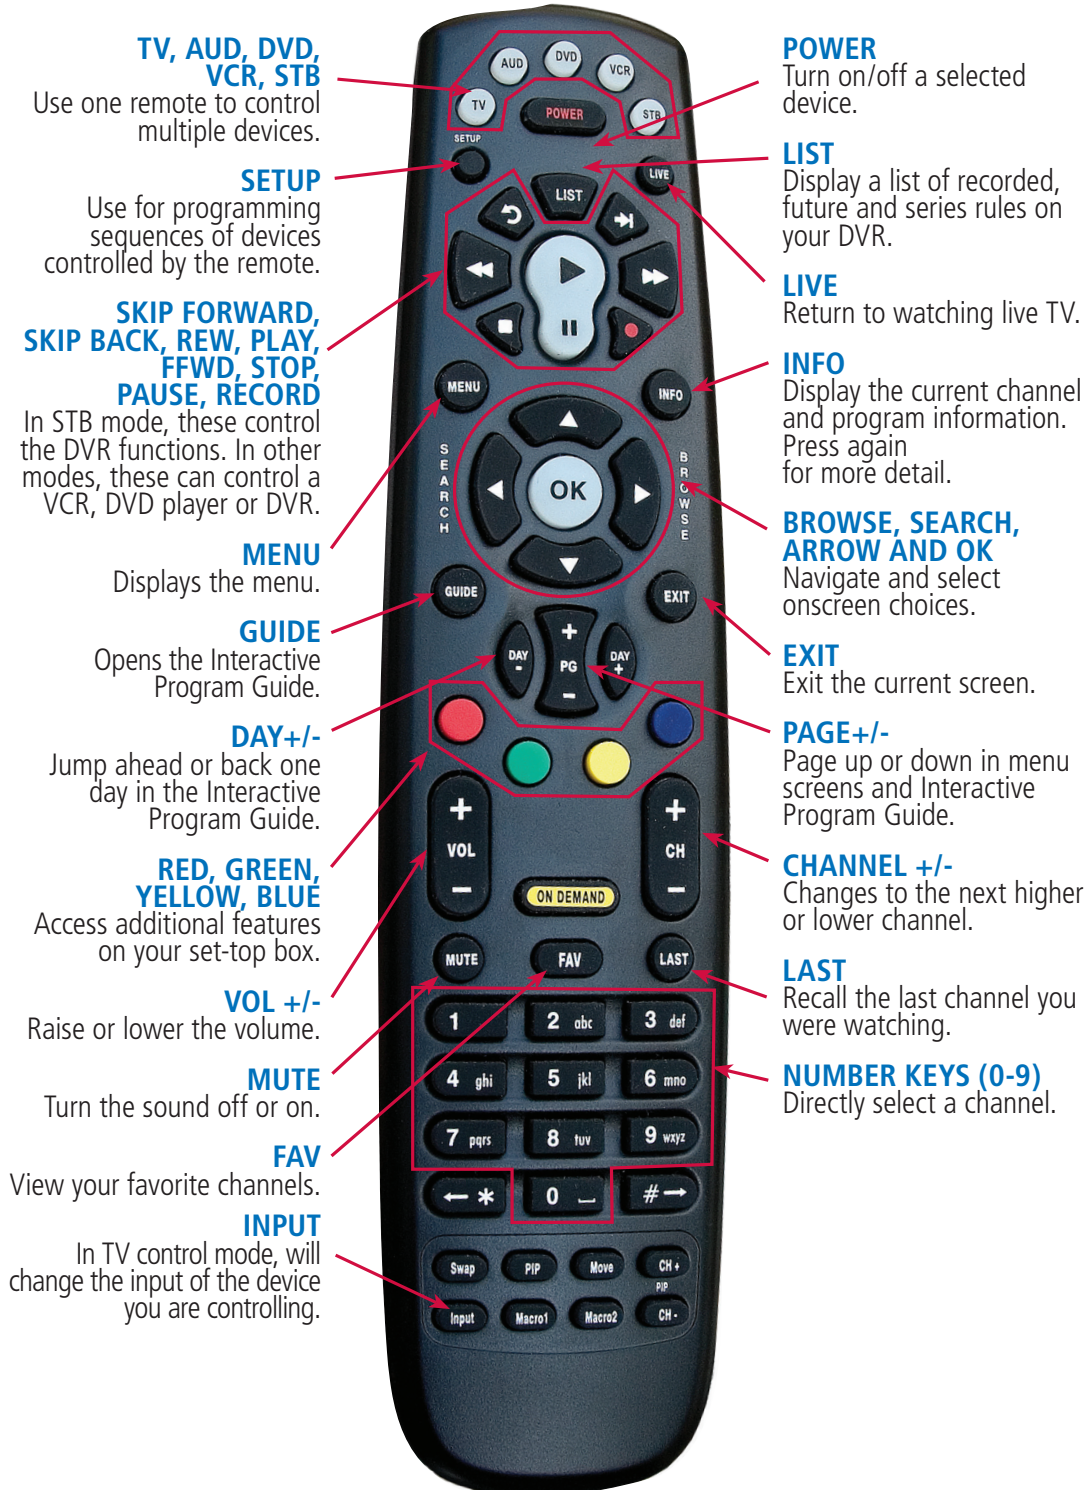 TV, AUD, DVD,
VCR, STB
Use one remote to control
multiple devices.
SETUP
Use for programming
sequences of devices
controlled by the remote.
SKIP FORWARD,
SKIP BACK, REW, PLAY,
FFWD, STOP,
PAUSE, RECORD
In STB mode, these control
the DVR functions. In other
modes, these can control a
VCR, DVD player or DVR.
MENU
Displays the menu.
GUIDE
Opens the Interactive
Program Guide.
DAY+/-
Jump ahead or back one
day in the Interactive
Program Guide.
RED, GREEN,
YELLOW, BLUE
Access additional features
on your set-top box.
VOL +/-
Raise or lower the volume.
MUTE
Turn the sound off or on.
FAV
View your favorite channels.
INPUT
In TV control mode, will
change the input of the device
you are controlling.
TV
AUD
DVD
VCR
STB
POWER
SETUP
LIST
LIVE
MENU
INFO
SEARCH
OK
BROWSE
GUIDE
EXIT
DAY
-
+
PG
-
DAY
+
+
VOL
-
+
CH
-
ON DEMAND
MUTE
FAV
LAST
1
2 abc
3 def
4 ghi
5 jkl
6 mno
7 pqrs
8 tuv
9 wxyz
← *
0 ⎵
# →
Swap
PIP
Move
CH +
PIP
Input
Macro1
Macro2
CH -
POWER
Turn on/off a selected
device.
LIST
Display a list of recorded,
future and series rules on
your DVR.
LIVE
Return to watching live TV.
INFO
Display the current channel
and program information.
Press again
for more detail.
BROWSE, SEARCH,
ARROW AND OK
Navigate and select
onscreen choices.
EXIT
Exit the current screen.
PAGE+/-
Page up or down in menu
screens and Interactive
Program Guide.
CHANNEL +/-
Changes to the next higher
or lower channel.
LAST
Recall the last channel you
were watching.
NUMBER KEYS (0-9)
Directly select a channel.